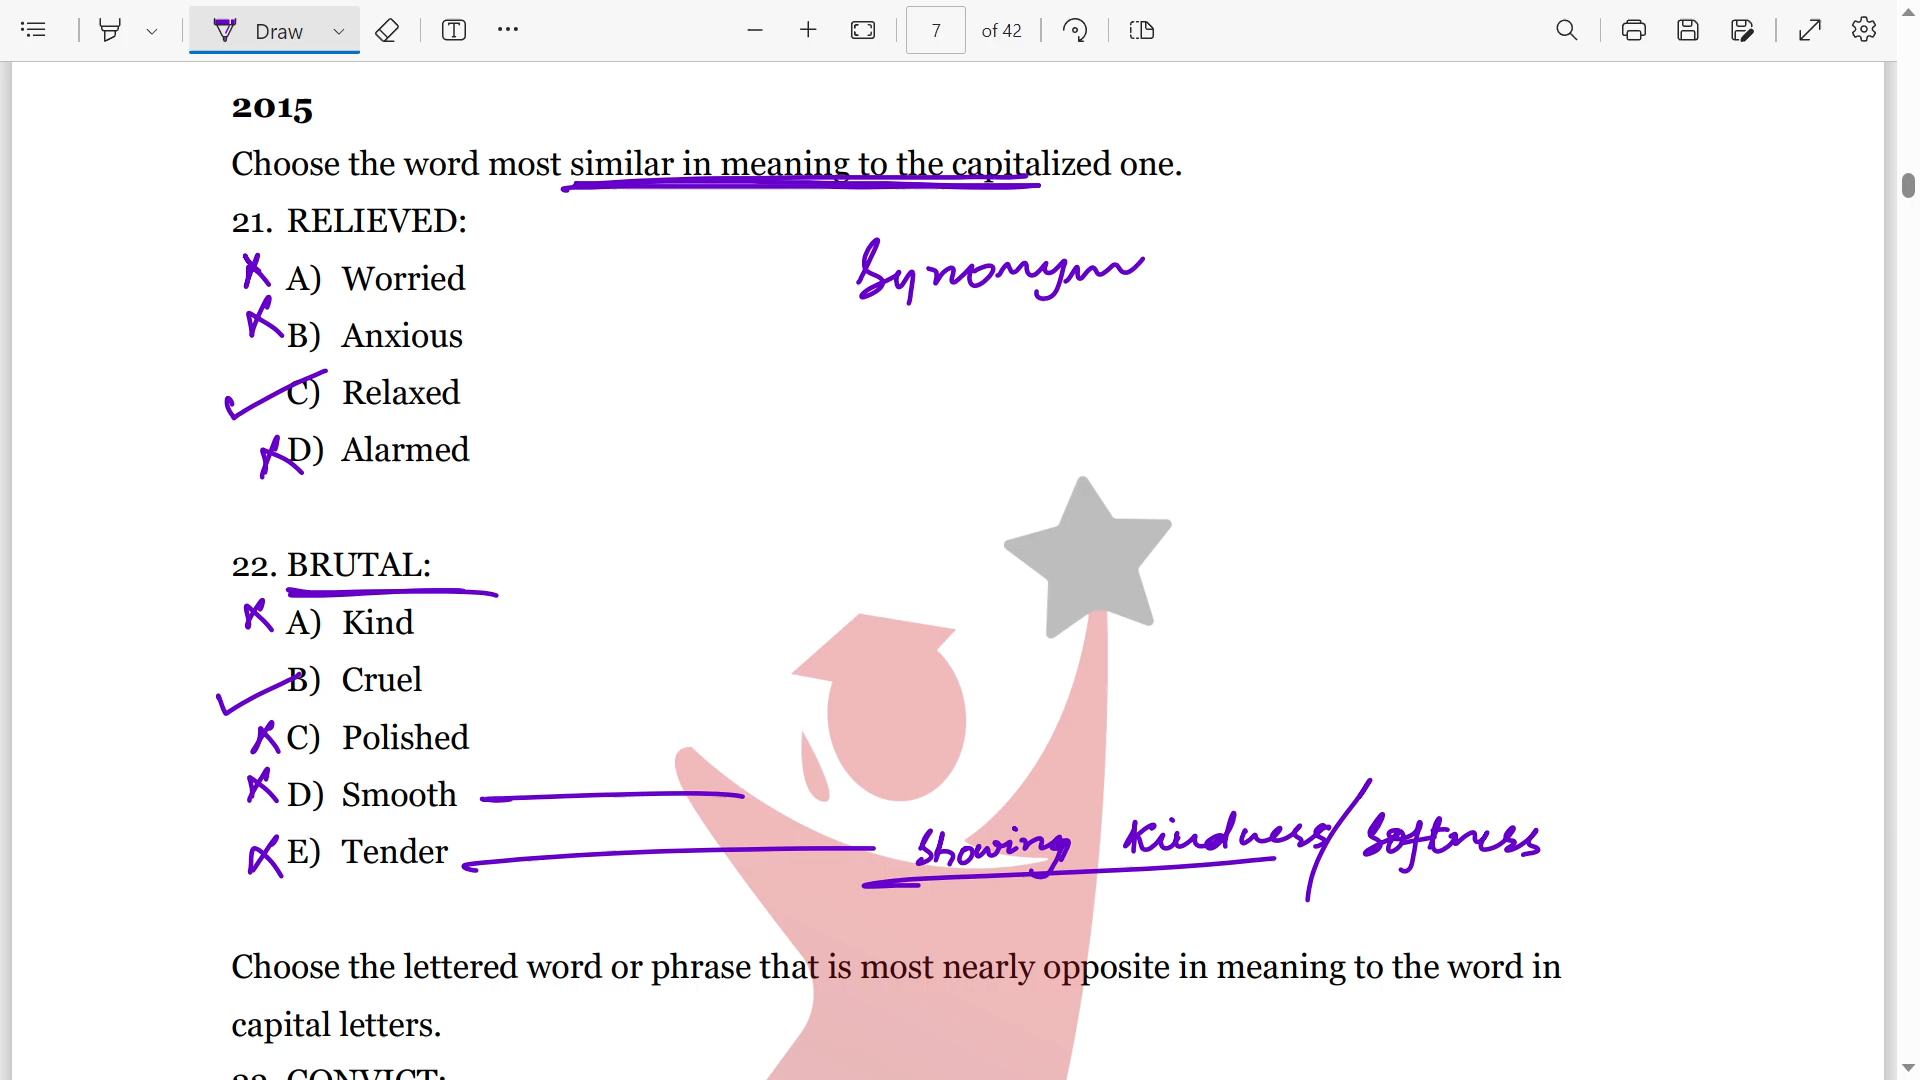 Draw 7 of 42
2015
Choose the word most similar in meaning to the capitalized one.
21. RELIEVED:
Synonym
A) Worried
B) Anxious
C) Relaxed
D) Alarmed
22. BRUTAL:
A) Kind
B) Cruel
C) Polished
D) Smooth
E) Tender showing kindness/softness
Choose the lettered word or phrase that is most nearly opposite in meaning to the word in
capital letters.
23. CONVICT: